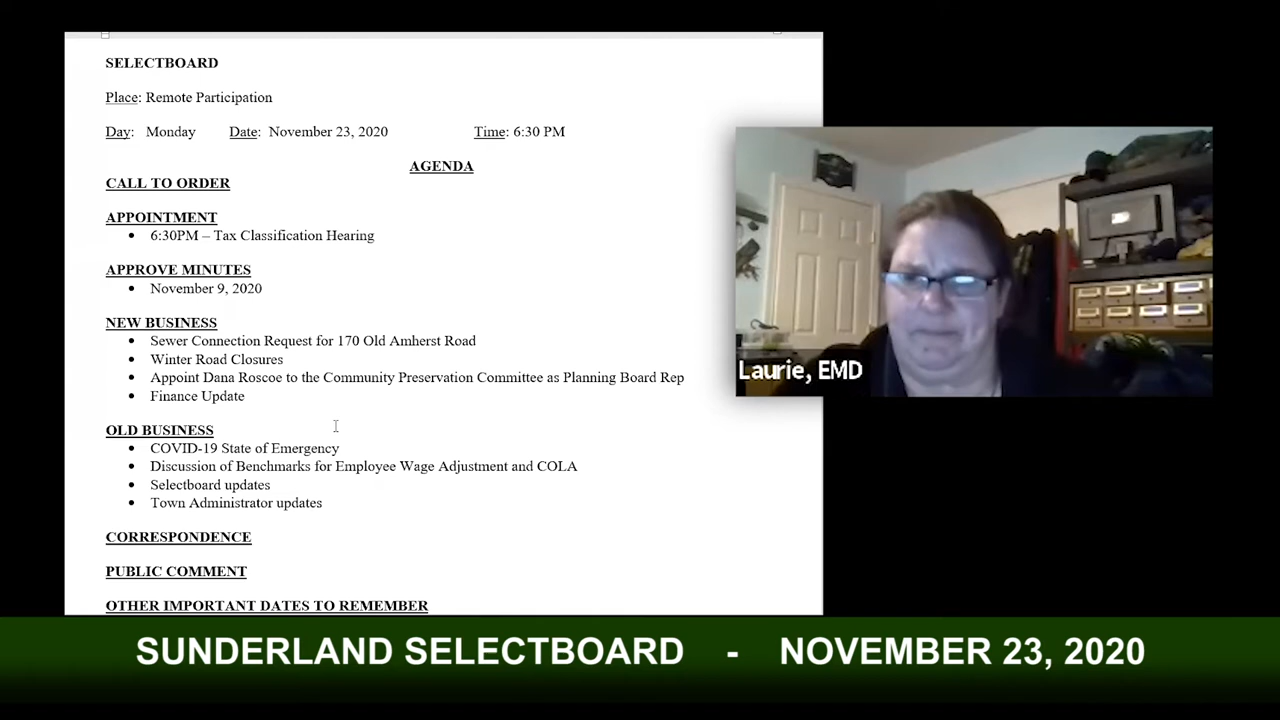 SELECTBOARD
Place: Remote Participation
Day: Monday Date: November 23, 2020 Time: 6:30 PM
AGENDA
CALL TO ORDER
APPOINTMENT
• 6:30PM – Tax Classification Hearing
APPROVE MINUTES
• November 9, 2020
NEW BUSINESS
• Sewer Connection Request for 170 Old Amherst Road
• Winter Road Closures
• Appoint Dana Roscoe to the Community Preservation Committee as Planning Board Rep
• Finance Update
OLD BUSINESS
• COVID-19 State of Emergency
• Discussion of Benchmarks for Employee Wage Adjustment and COLA
• Selectboard updates
• Town Administrator updates
CORRESPONDENCE
PUBLIC COMMENT
OTHER IMPORTANT DATES TO REMEMBER
Laurie, EMD
SUNDERLAND SELECTBOARD - NOVEMBER 23, 2020